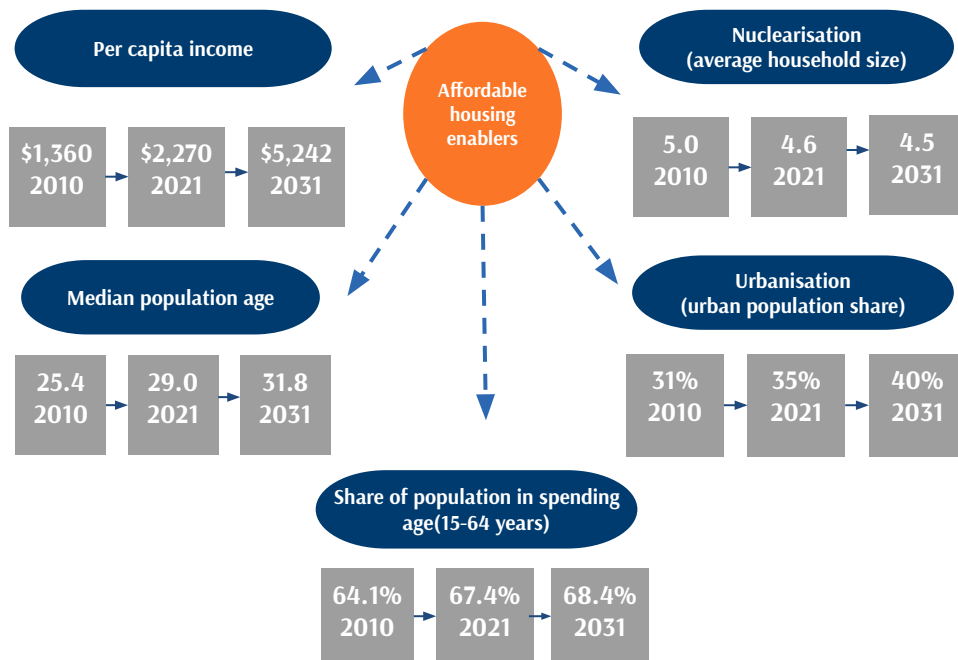 Per capita income
$1,360
2010
$2,270
2021
$5,242
2031
Affordable
housing
enablers
Nuclearisation
(average household size)
5.0
2010
4.6
2021
4.5
2031
Median population age
25.4
2010
29.0
2021
31.8
2031
Urbanisation
(urban population share)
31%
2010
35%
2021
40%
2031
Share of population in spending
age(15-64 years)
64.1%
2010
67.4%
2021
68.4%
2031